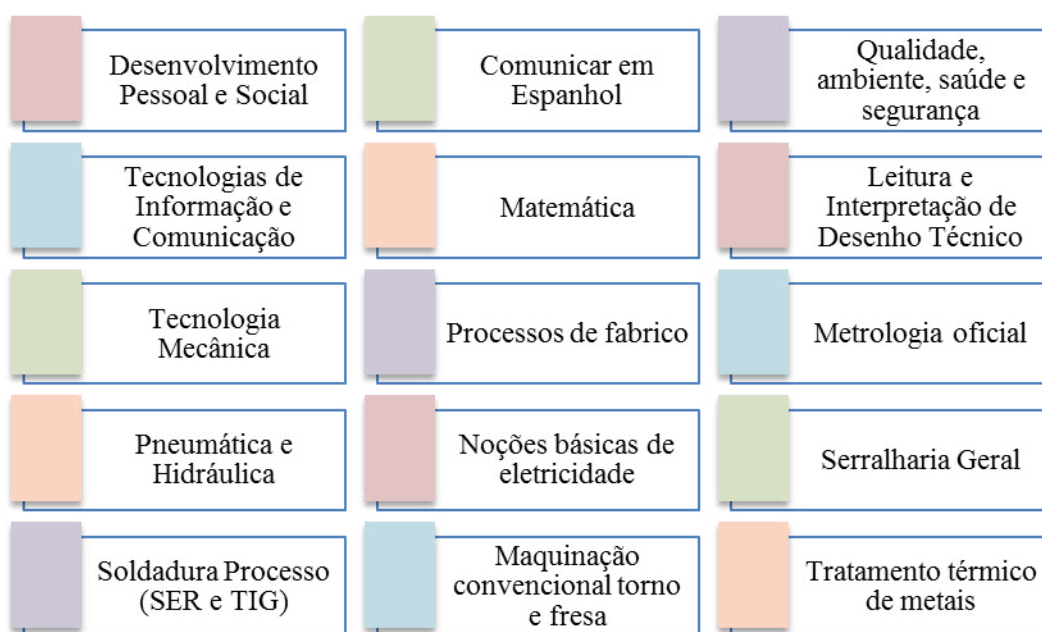 Desenvolvimento
Pessoal e Social
Comunicar em
Espanhol
Qualidade,
ambiente, saúde e
segurança
Tecnologias de
Informação e
Comunicação
Matemática
Leitura e
Interpretação de
Desenho Técnico
Tecnologia
Mecânica
Processos de fabrico
Metrologia oficial
Pneumática e
Hidráulica
Noções básicas de
eletricidade
Serralharia Geral
Soldadura Processo
(SER e TIG)
Maquinação
convencional torno
e fresa
Tratamento térmico
de metais